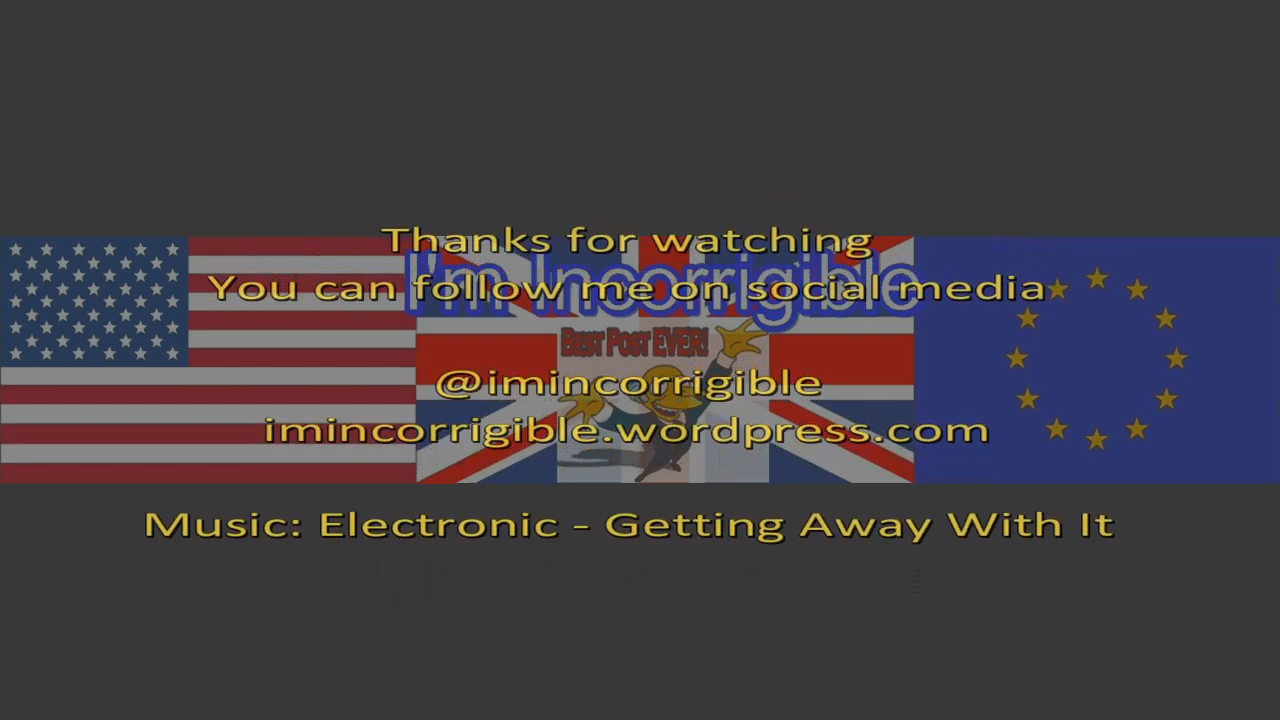 Thanks for watching
I'm Incorrigible
You can follow me on social media
BEST POST EVER!
@imincorrigible
imincorrigible.wordpress.com
Music: Electronic - Getting Away With It